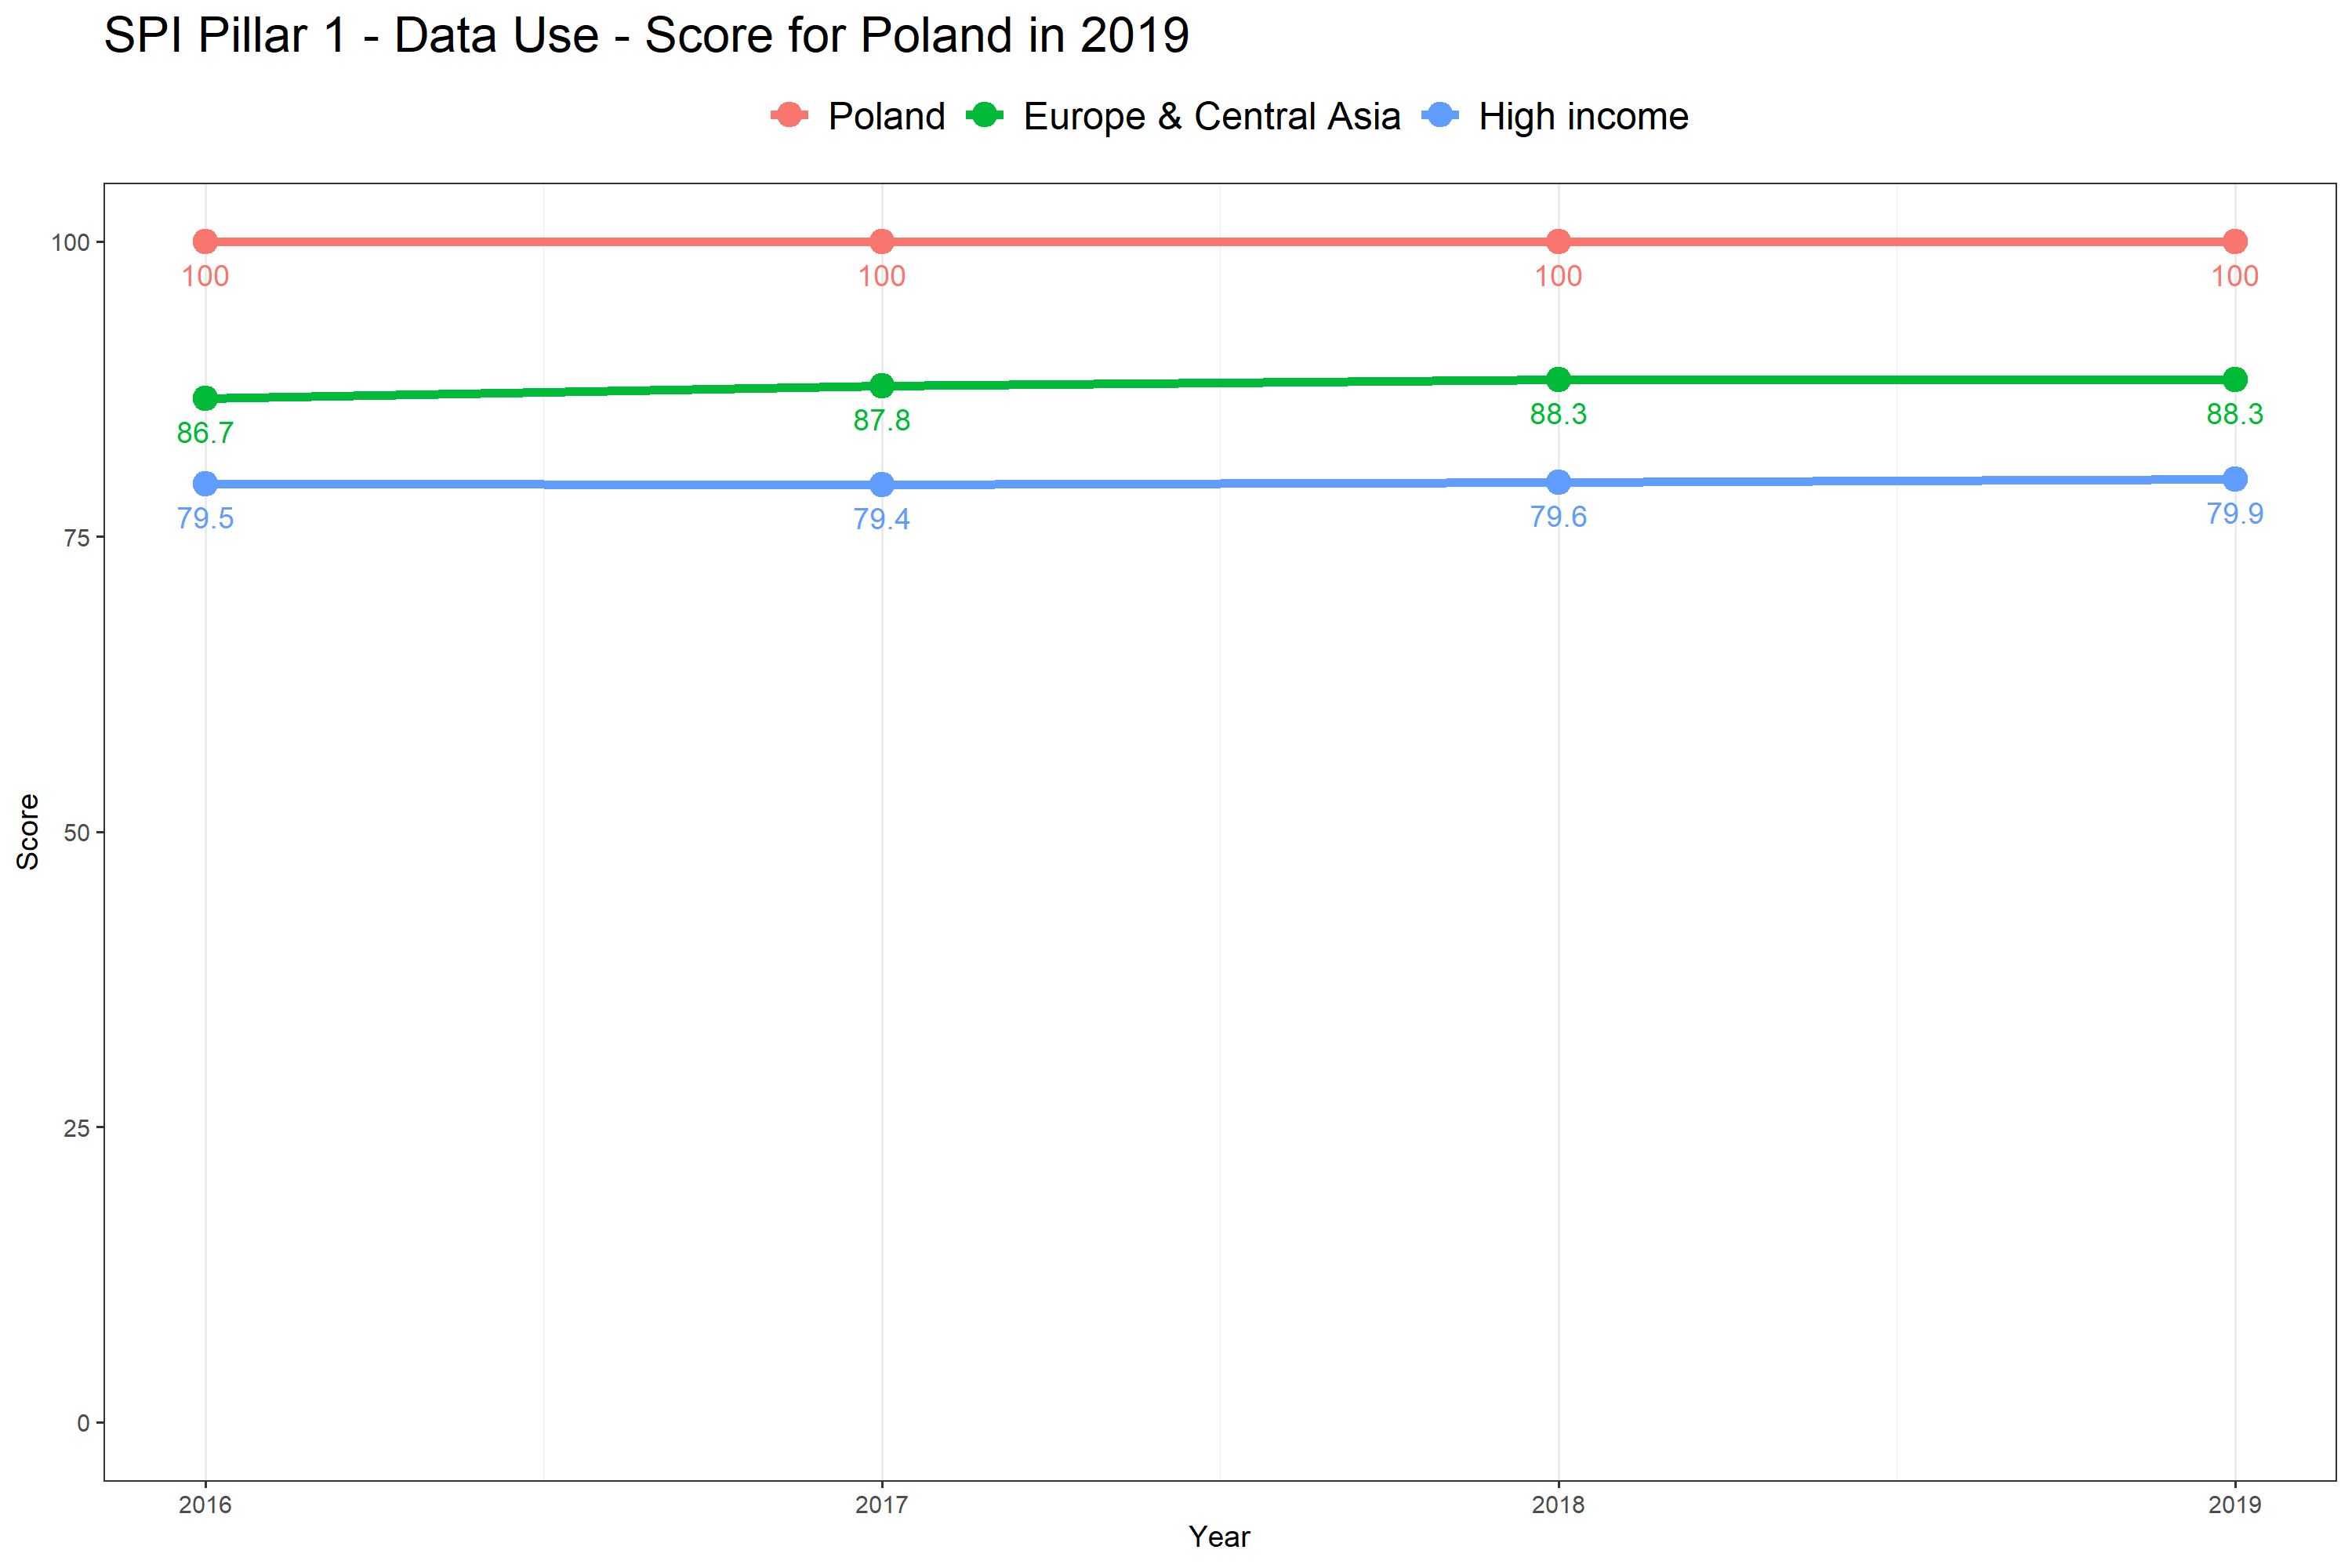 SPI Pillar 1 - Data Use - Score for Poland in 2019
Poland Europe & Central Asia High income
100
75
50
25
0
Score
100 100 100 100
86.7 87.8 88.3 88.3
79.5 79.4 79.6 79.9
2016 2017 2018 2019
Year